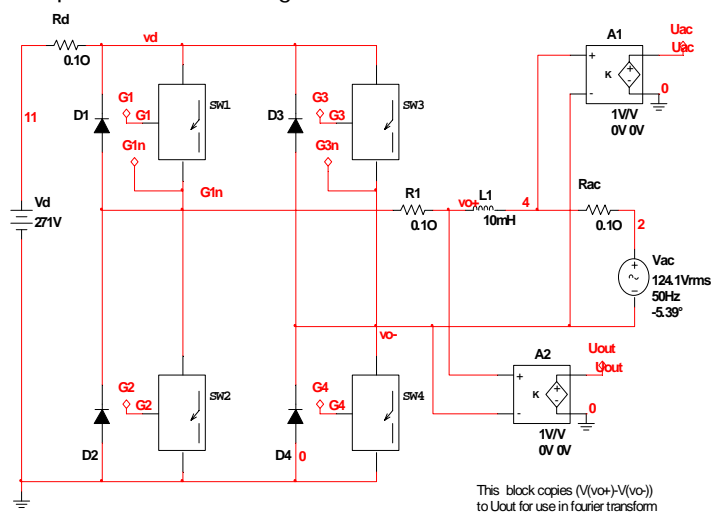 Rd
0.1O
vd
11
Vd
271V
D1
G1
G1
SW1
G1n
G1n
D3
G3
G3
SW3
G3n
R1
0.1O
vo+
L1
10mH
4
A1
K
1V/V
0V 0V
Uac
Uac
0
Rac
0.1O
2
Vac
124.1Vrms
50Hz
-5.39°
vo-
D2
G2
G2
SW2
D4
0
G4
G4
SW4
A2
K
1V/V
0V 0V
Uout
Uout
0
This block copies (V(vo+)-V(vo-))
to Uout for use in fourier transform